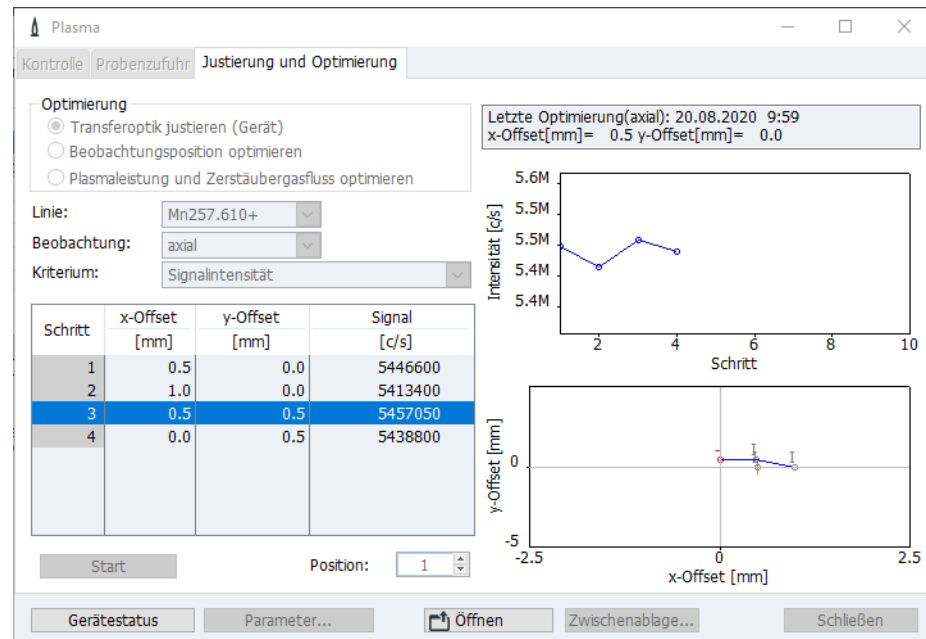 Plasma
Kontrolle Probenzufuhr Justierung und Optimierung
Optimierung
Transferoptik justieren (Gerät)
Beobachtungsposition optimieren
Plasmaleistung und Zerstäubergasfluss optimieren
Linie: Mn257.610+
Beobachtung: axial
Kriterium: Signalintensität
Schritt x-Offset y-Offset Signal
[mm] [mm] [c/s]
1 0.5 0.0 5446600
2 1.0 0.0 5413400
3 0.5 0.5 5457050
4 0.0 0.5 5438800
Start Position: 1
Letzte Optimierung(axial): 20.08.2020 9:59
x-Offset[mm]= 0.5 y-Offset[mm]= 0.0
Intensität [c/s]
5.6M
5.5M
5.5M
5.4M
5.4M
2 4 6 8 10
Schritt
y-Offset [mm]
0
-5
-2.5 0 2.5
x-Offset [mm]
Gerätestatus Parameter... Öffnen Zwischenablage... Schließen